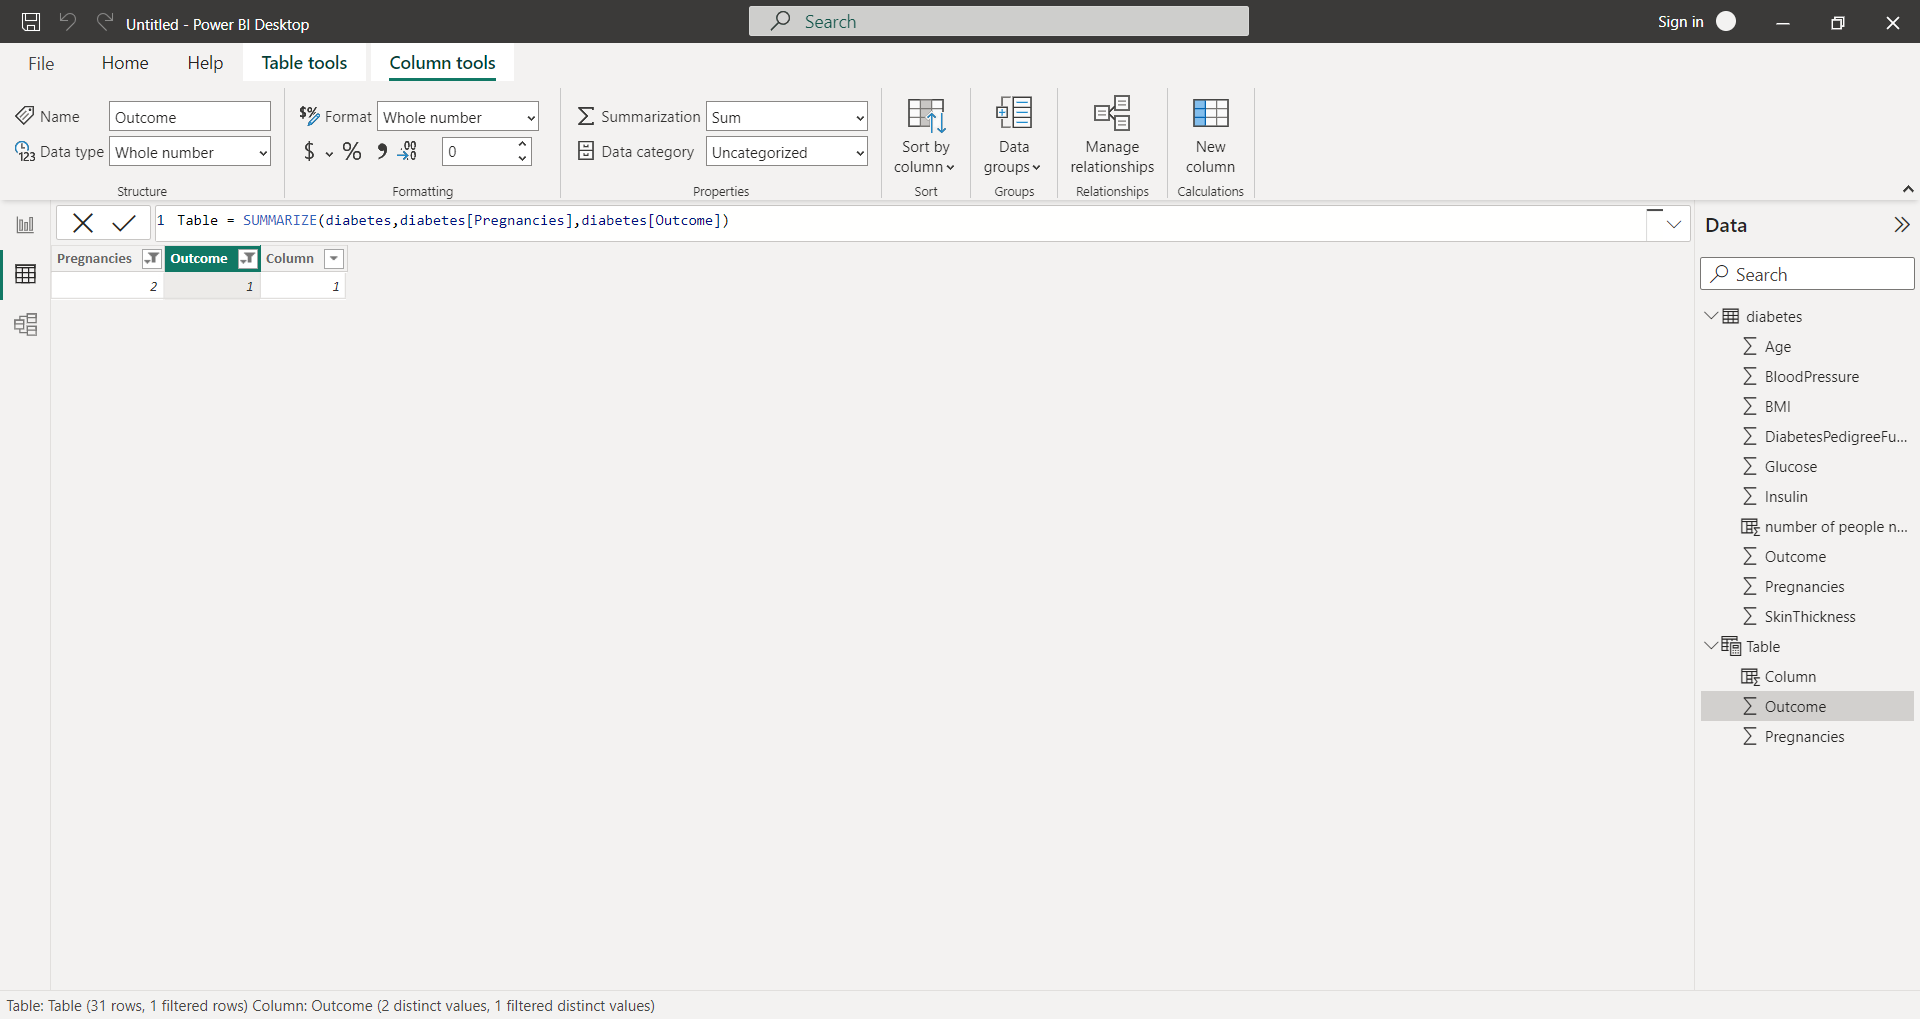 Untitled - Power BI Desktop
Search
Sign in
File Home Help Table tools Column tools
Name Outcome
Data type Whole number
Structure
$% Format Whole number
$ % , .00 →0 0
Formatting
Summarization Sum
Data category Uncategorized
Properties
Sort by
column
Sort
Data
groups
Groups
Manage
relationships
Relationships
New
column
Calculations
1 Table = SUMMARIZE(diabetes,diabetes[Pregnancies],diabetes[Outcome])
Pregnancies Outcome Column
2 1 1
Data
Search
diabetes
Age
BloodPressure
BMI
DiabetesPedigreeFu...
Glucose
Insulin
number of people n...
Outcome
Pregnancies
SkinThickness
Table
Column
Outcome
Pregnancies
Table: Table (31 rows, 1 filtered rows) Column: Outcome (2 distinct values, 1 filtered distinct values)